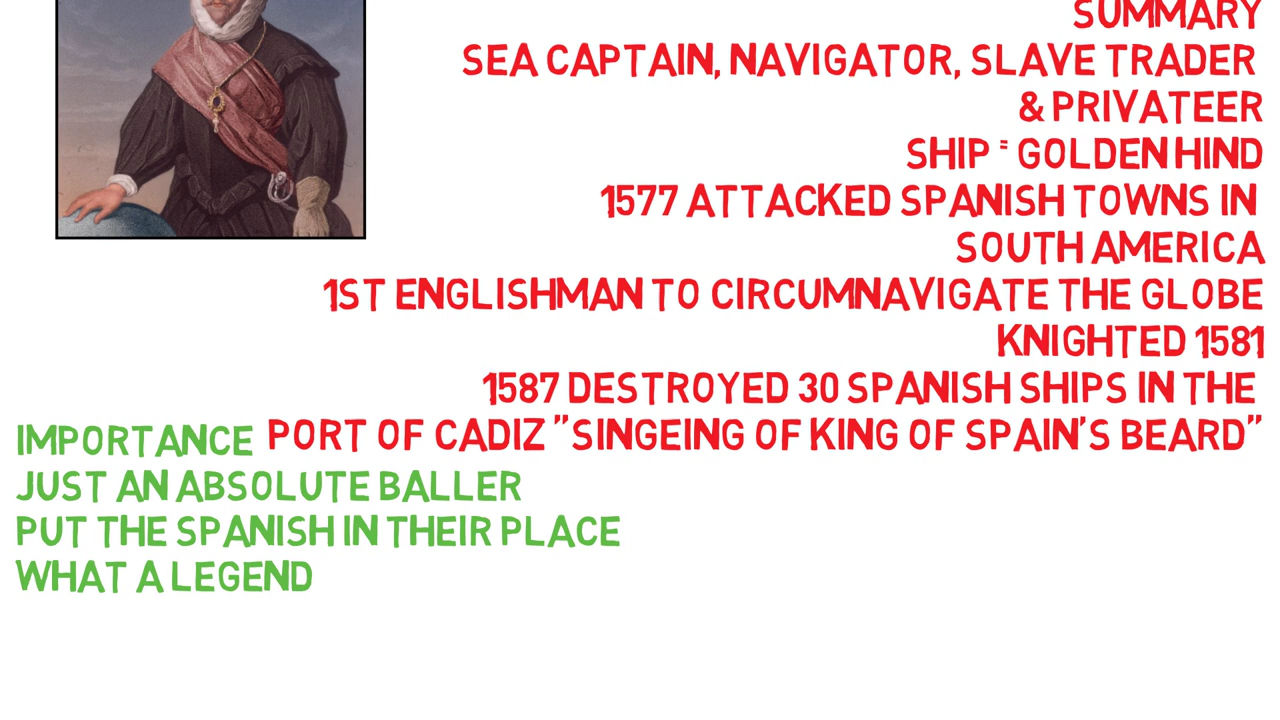 SUMMARY
SEA CAPTAIN, NAVIGATOR, SLAVE TRADER
& PRIVATEER
SHIP = GOLDEN HIND
1577 ATTACKED SPANISH TOWNS IN
SOUTH AMERICA
1ST ENGLISHMAN TO CIRCUMNAVIGATE THE GLOBE
KNIGHTED 1581
1587 DESTROYED 30 SPANISH SHIPS IN THE
PORT OF CADIZ "SINGEING OF KING OF SPAIN'S BEARD"
IMPORTANCE
JUST AN ABSOLUTE BALLER
PUT THE SPANISH IN THEIR PLACE
WHAT A LEGEND